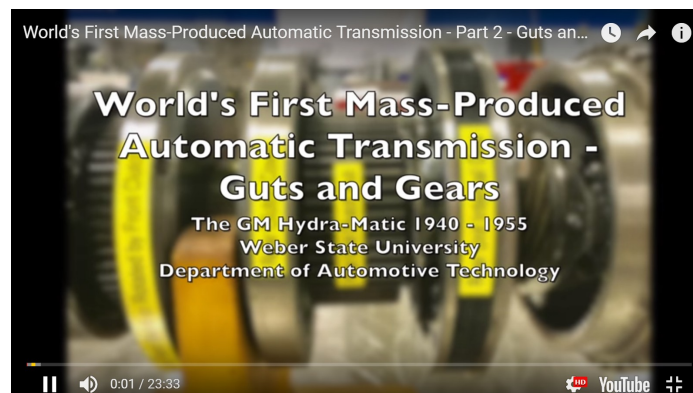 World's First Mass-Produced Automatic Transmission - Part 2 - Guts an...
World's First Mass-Produced
Automatic Transmission -
Guts and Gears
The GM Hydra-Matic 1940 - 1955
Weber State University
Department of Automotive Technology
0:01 / 23:33
HD
YouTube